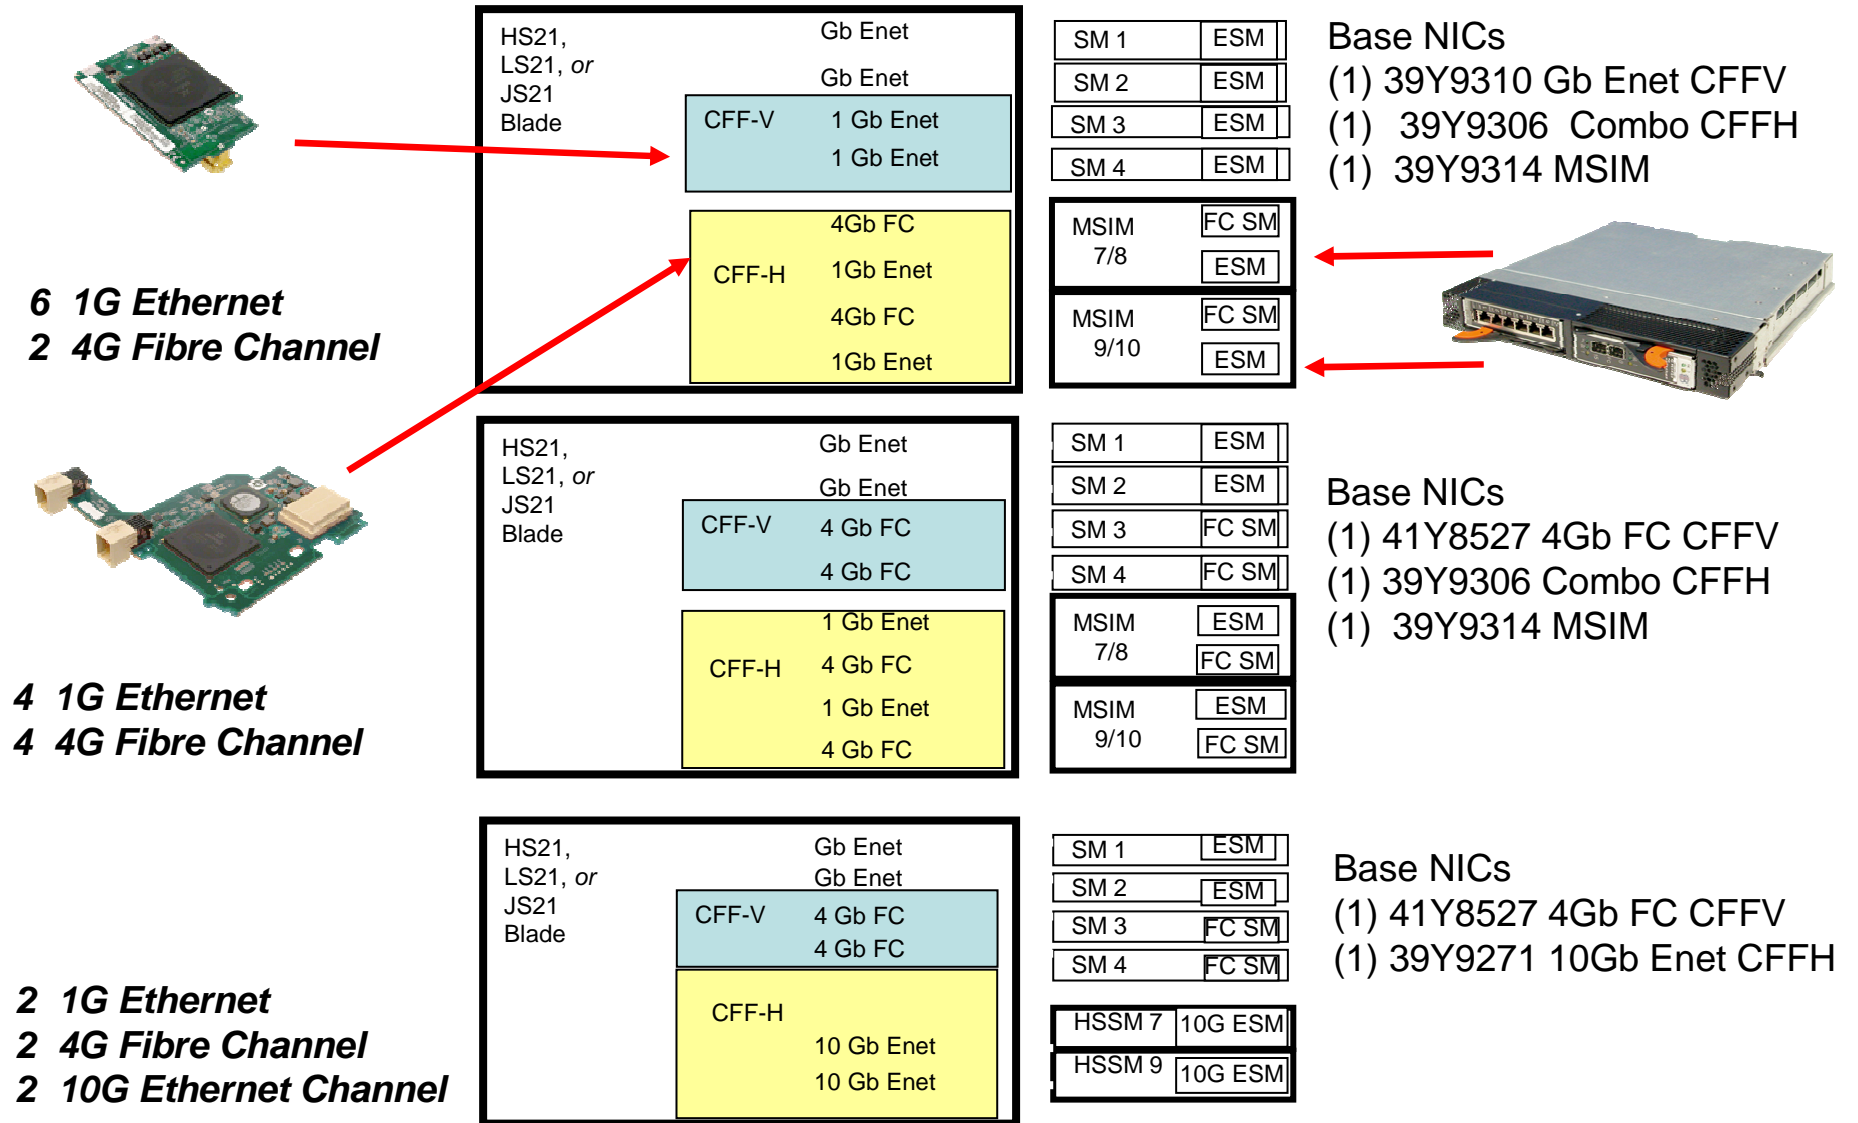 HS21,
LS21, or
JS21
Blade
Gb Enet
Gb Enet
CFF-V
1 Gb Enet
1 Gb Enet
CFF-H
4Gb FC
1Gb Enet
4Gb FC
1Gb Enet
SM 1 ESM
SM 2 ESM
SM 3 ESM
SM 4 ESM
MSIM
7/8
FC SM
ESM
MSIM
9/10
FC SM
ESM
Base NICs
(1) 39Y9310 Gb Enet CFFV
(1) 39Y9306 Combo CFFH
(1) 39Y9314 MSIM
6 1G Ethernet
2 4G Fibre Channel
HS21,
LS21, or
JS21
Blade
Gb Enet
Gb Enet
CFF-V
4 Gb FC
4 Gb FC
CFF-H
1 Gb Enet
4 Gb FC
1 Gb Enet
4 Gb FC
SM 1 ESM
SM 2 ESM
SM 3 FC SM
SM 4 FC SM
MSIM
7/8
ESM
FC SM
MSIM
9/10
ESM
FC SM
Base NICs
(1) 41Y8527 4Gb FC CFFV
(1) 39Y9306 Combo CFFH
(1) 39Y9314 MSIM
4 1G Ethernet
4 4G Fibre Channel
HS21,
LS21, or
JS21
Blade
Gb Enet
Gb Enet
CFF-V
4 Gb FC
4 Gb FC
CFF-H
10 Gb Enet
10 Gb Enet
SM 1 ESM
SM 2 ESM
SM 3 FC SM
SM 4 FC SM
HSSM 7 10G ESM
HSSM 9 10G ESM
Base NICs
(1) 41Y8527 4Gb FC CFFV
(1) 39Y9271 10Gb Enet CFFH
2 1G Ethernet
2 4G Fibre Channel
2 10G Ethernet Channel